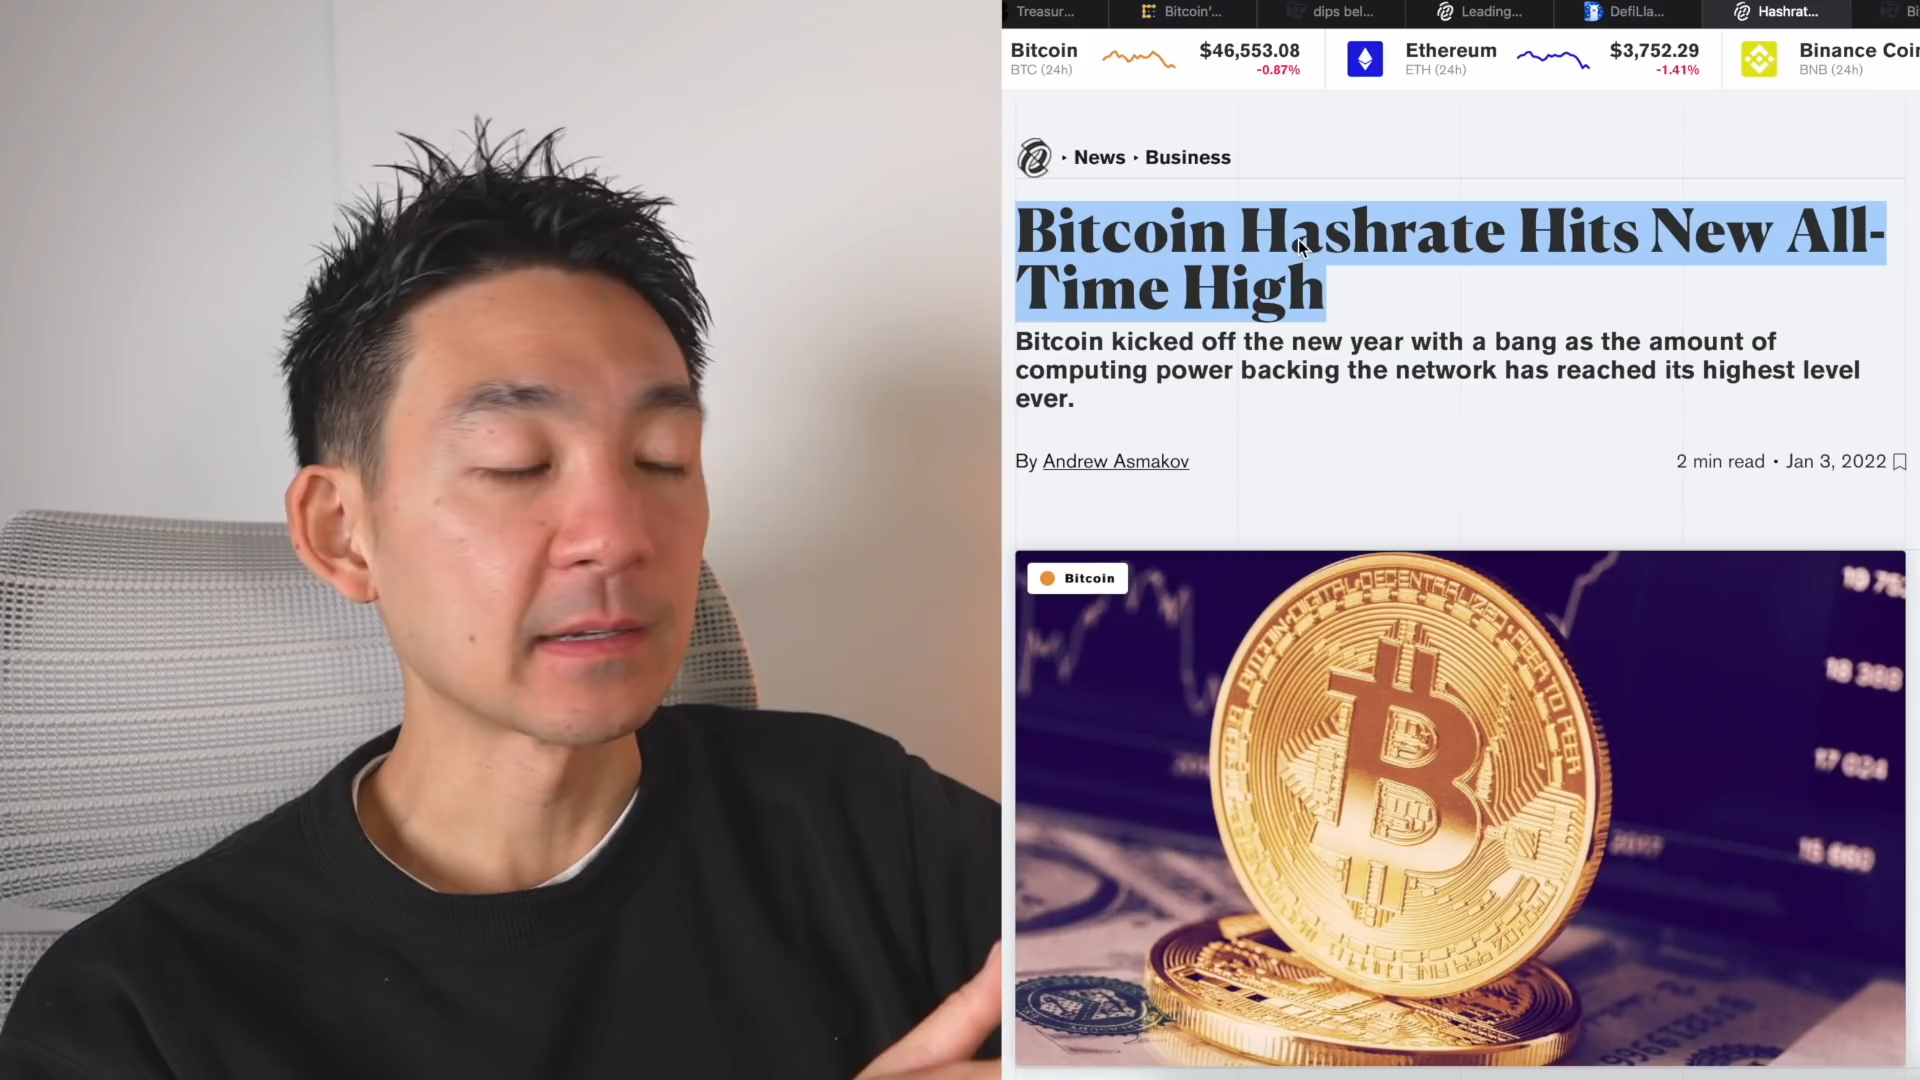 Treasur...
Bitcoin'...
dips bel...
Leading...
DefiLla...
Hashrat...
Bitcoin
$46,553.08
BTC (24h)
-0.87%
Ethereum
$3,752.29
ETH (24h)
-1.41%
Binance Coin
BNB (24h)
News
Business
Bitcoin Hashrate Hits New All-
Time High
Bitcoin kicked off the new year with a bang as the amount of
computing power backing the network has reached its highest level
ever.
By Andrew Asmakov
2 min read • Jan 3, 2022
Bitcoin
17 024